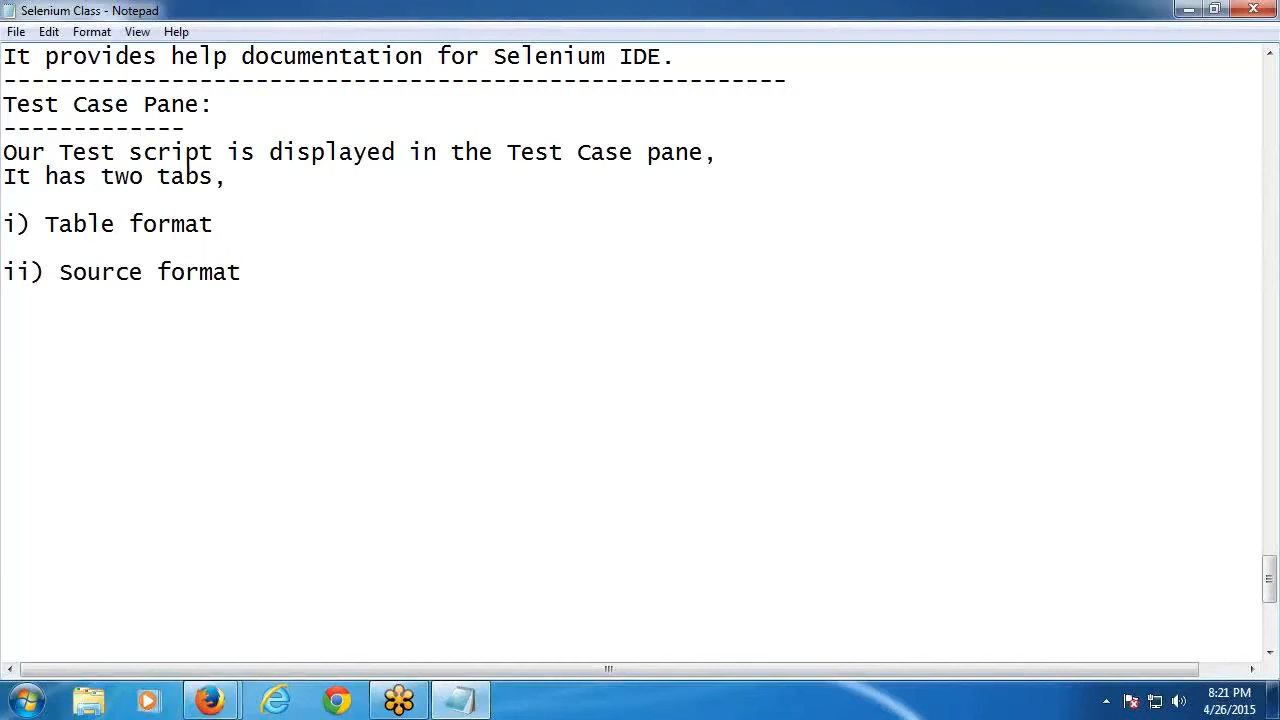 Selenium Class - Notepad
File Edit Format View Help
It provides help documentation for Selenium IDE.
--------------------------------------------------------
Test Case Pane:
-------------
Our Test script is displayed in the Test Case pane,
It has two tabs,
i) Table format
ii) Source format
8:21 PM
4/26/2015